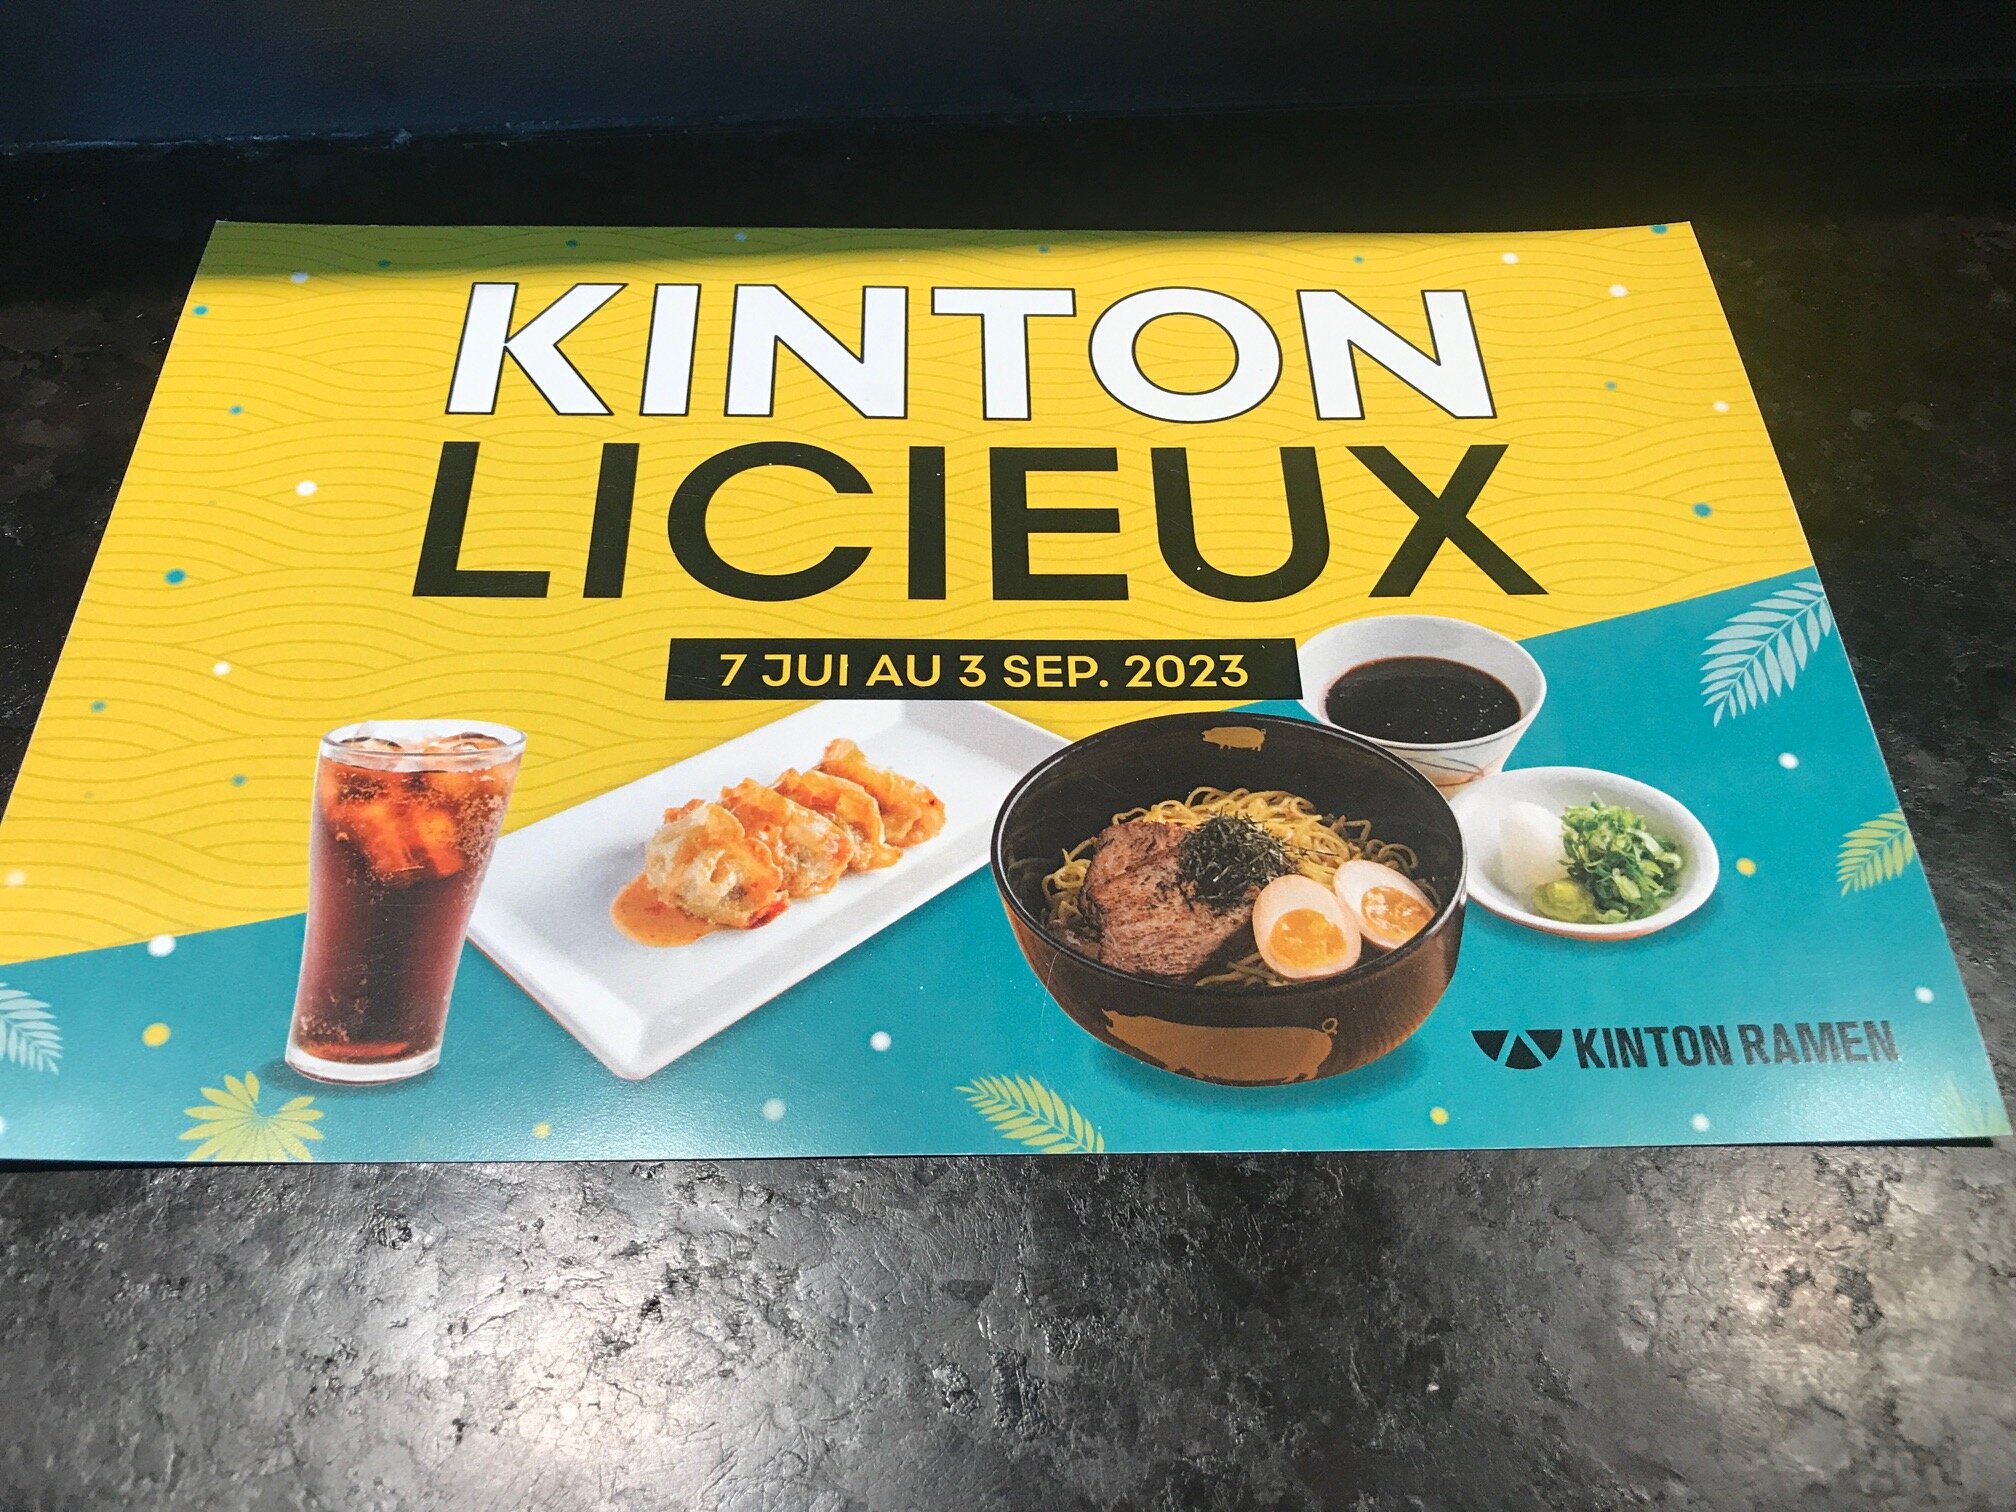 KINTON
LICIEUX
7 JUI AU 3 SEP. 2023
KINTON RAMEN